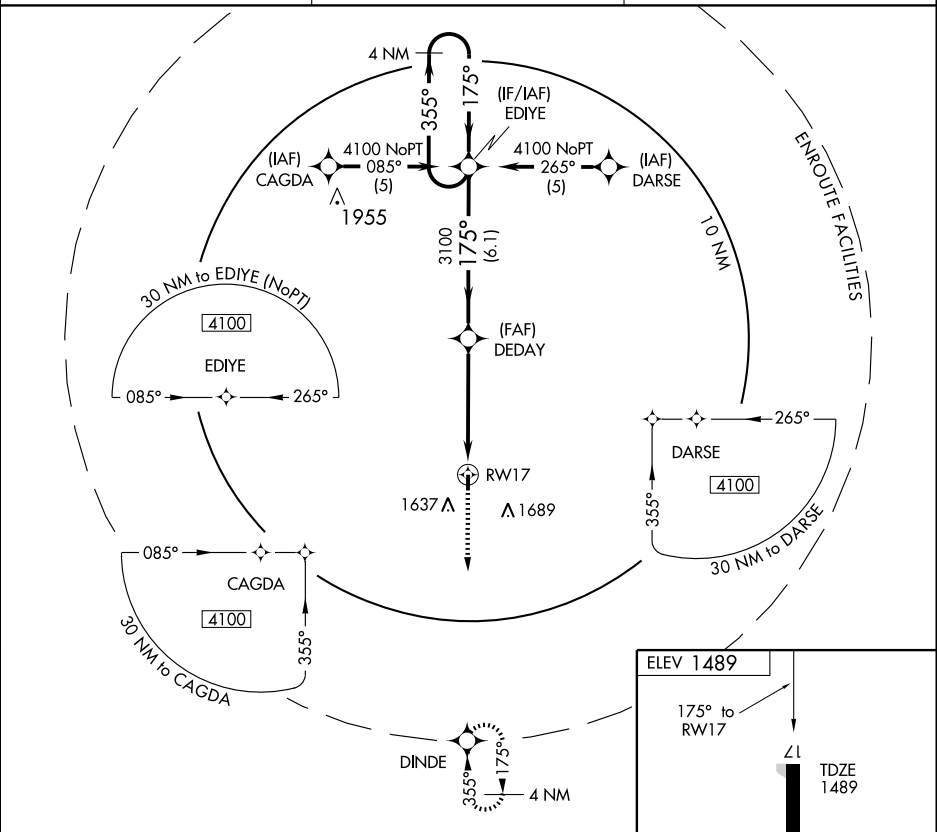 4 NM
355°
175°
(IF/IAF)
EDIYE
(IAF)
CAGDA
4100 NoPT
085°
(5)
4100 NoPT
265°
(5)
(IAF)
DARSE
1955
3100
175°
(6.1)
10 NM
ENROUTE FACILITIES
30 NM to EDIYE (NoPT)
4100
EDIYE
085°
265°
(FAF)
DEDAY
265°
DARSE
4100
355°
30 NM to DARSE
RW17
1637
1689
085°
CAGDA
4100
355°
30 NM to CAGDA
DINDE
355°
175°
4 NM
ELEV 1489
175° to
RW17
17
TDZE
1489